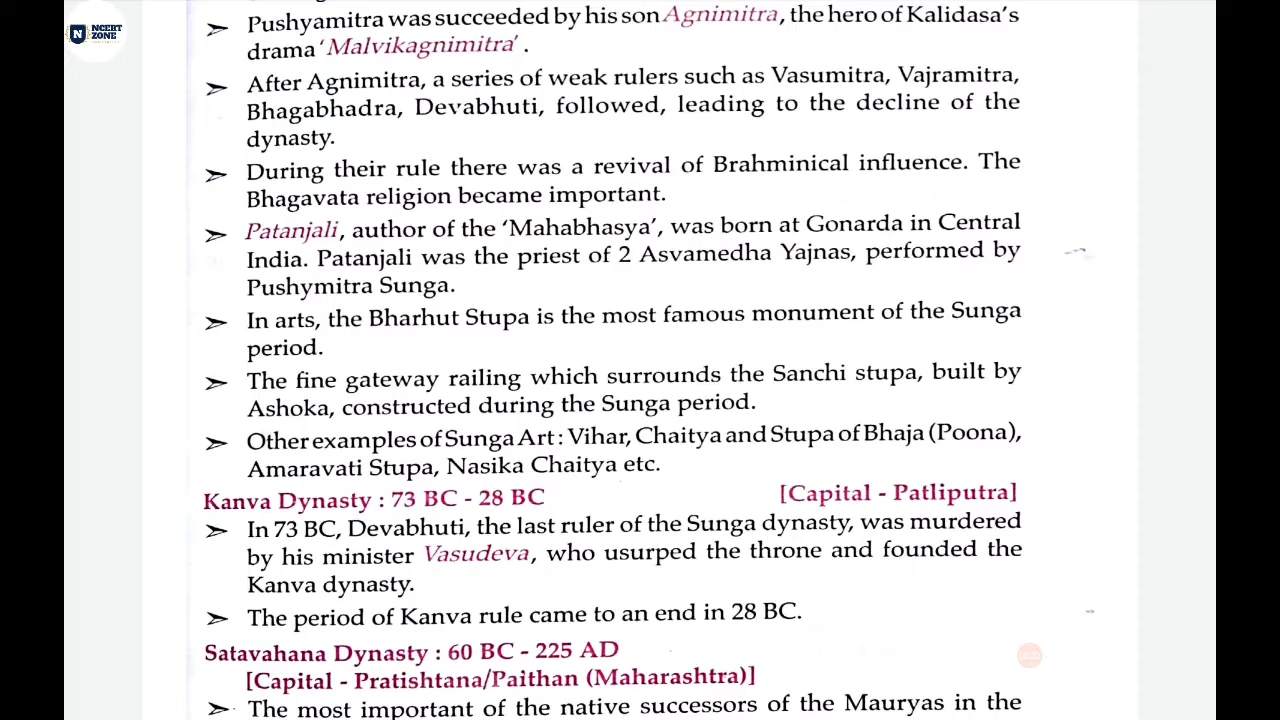 NCERT
ZONE
➢ Pushyamitra was succeeded by his son Agnimitra, the hero of Kalidasa's
drama 'Malvikagnimitra' .
➢ After Agnimitra, a series of weak rulers such as Vasumitra, Vajramitra,
Bhagabhadra, Devabhuti, followed, leading to the decline of the
dynasty.
➢ During their rule there was a revival of Brahminical influence. The
Bhagavata religion became important.
➢ Patanjali, author of the 'Mahabhasya', was born at Gonarda in Central
India. Patanjali was the priest of 2 Asvamedha Yajnas, performed by
Pushymitra Sunga.
➢ In arts, the Bharhut Stupa is the most famous monument of the Sunga
period.
➢ The fine gateway railing which surrounds the Sanchi stupa, built by
Ashoka, constructed during the Sunga period.
➢ Other examples of Sunga Art : Vihar, Chaitya and Stupa of Bhaja (Poona),
Amaravati Stupa, Nasika Chaitya etc.
Kanva Dynasty : 73 BC - 28 BC [Capital - Patliputra]
➢ In 73 BC, Devabhuti, the last ruler of the Sunga dynasty, was murdered
by his minister Vasudeva, who usurped the throne and founded the
Kanva dynasty.
➢ The period of Kanva rule came to an end in 28 BC.
Satavahana Dynasty : 60 BC - 225 AD
[Capital - Pratishtana/Paithan (Maharashtra)]
➢ The most important of the native successors of the Mauryas in the